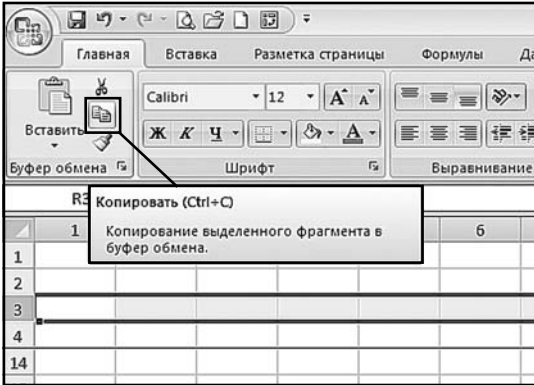 Главная Вставка Разметка страницы Формулы
Calibri 12
Вставить
Ж К Ч
Буфер обмена Шрифт Выравнивание
Копировать (Ctrl+C)
Копирование выделенного фрагмента в
буфер обмена.
1 6
1
2
3
4
14